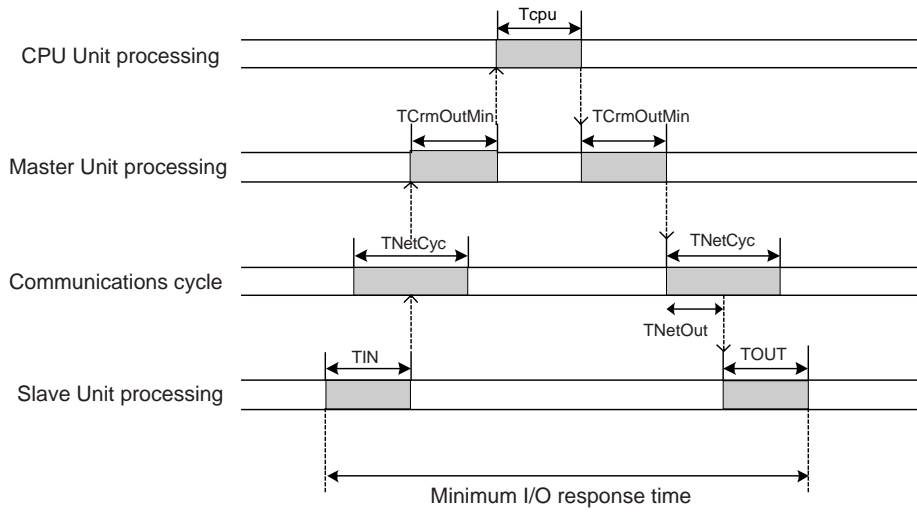 Tcpu
CPU Unit processing
TCrmOutMin
TCrmOutMin
Master Unit processing
TNetCyc
TNetCyc
Communications cycle
TNetOut
TIN
TOUT
Slave Unit processing
Minimum I/O response time